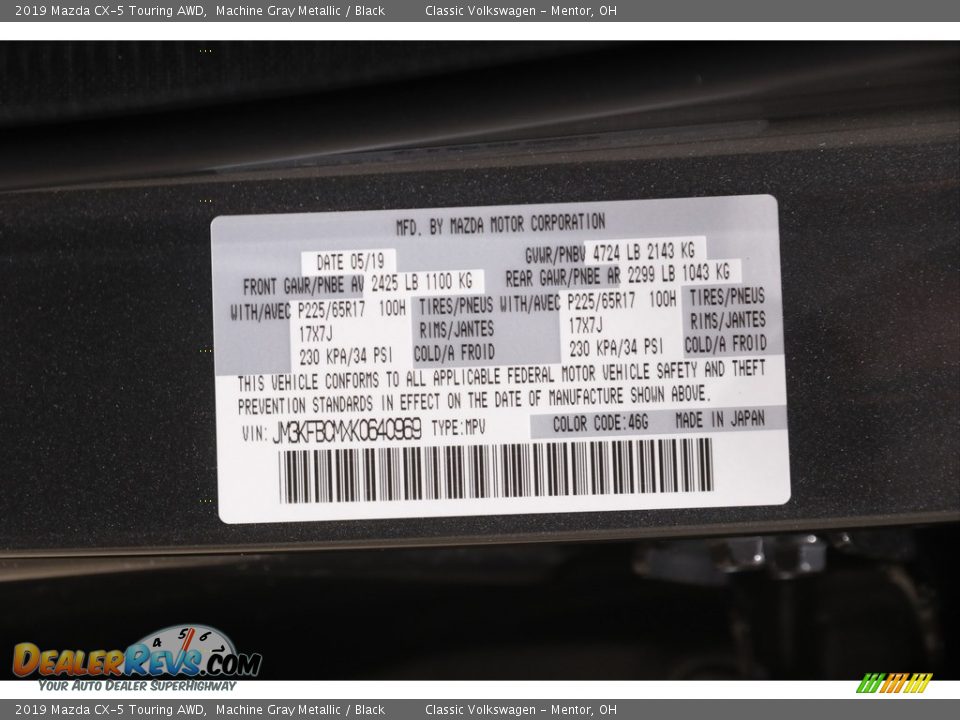 2019 Mazda CX-5 Touring AWD, Machine Gray Metallic / Black Classic Volkswagen - Mentor, OH
MFD. BY MAZDA MOTOR CORPORATION
DATE 05/19 GVWR/PNBV 4724 LB 2143 KG
FRONT GAWR/PNBE AV 2425 LB 1100 KG REAR GAWR/PNBE AR 2299 LB 1043 KG
WITH/AVEC P225/65R17 100H TIRES/PNEUS WITH/AVEC P225/65R17 100H TIRES/PNEUS
17X7J RIMS/JANTES 17X7J RIMS/JANTES
230 KPA/34 PSI COLD/A FROID 230 KPA/34 PSI COLD/A FROID
THIS VEHICLE CONFORMS TO ALL APPLICABLE FEDERAL MOTOR VEHICLE SAFETY AND THEFT
PREVENTION STANDARDS IN EFFECT ON THE DATE OF MANUFACTURE SHOWN ABOVE.
VIN: JM3KFBCMXK0640969 TYPE:MPV COLOR CODE:46G MADE IN JAPAN
4 5 6
DEALERREVS.COM
YOUR AUTO DEALER SUPERHIGHWAY
2019 Mazda CX-5 Touring AWD, Machine Gray Metallic / Black Classic Volkswagen - Mentor, OH